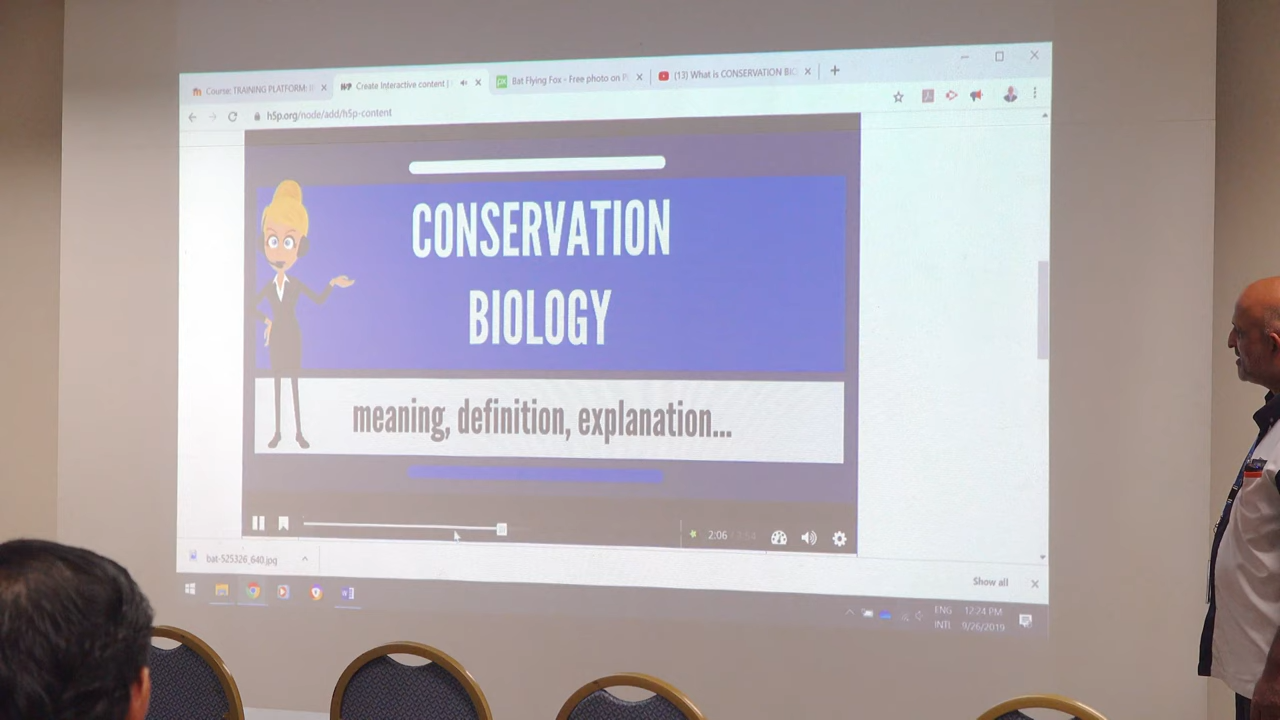 Course: TRAINING PLATFORM:
Create Interactive content |
Bat Flying Fox - Free photo on P
(13) What is CONSERVATION BIO
h5p.org/node/add/h5p-content
CONSERVATION
BIOLOGY
meaning, definition, explanation...
2:06
bat-525326_640.jpg
Show all
ENG 12:24 PM
INTL 9/26/2019